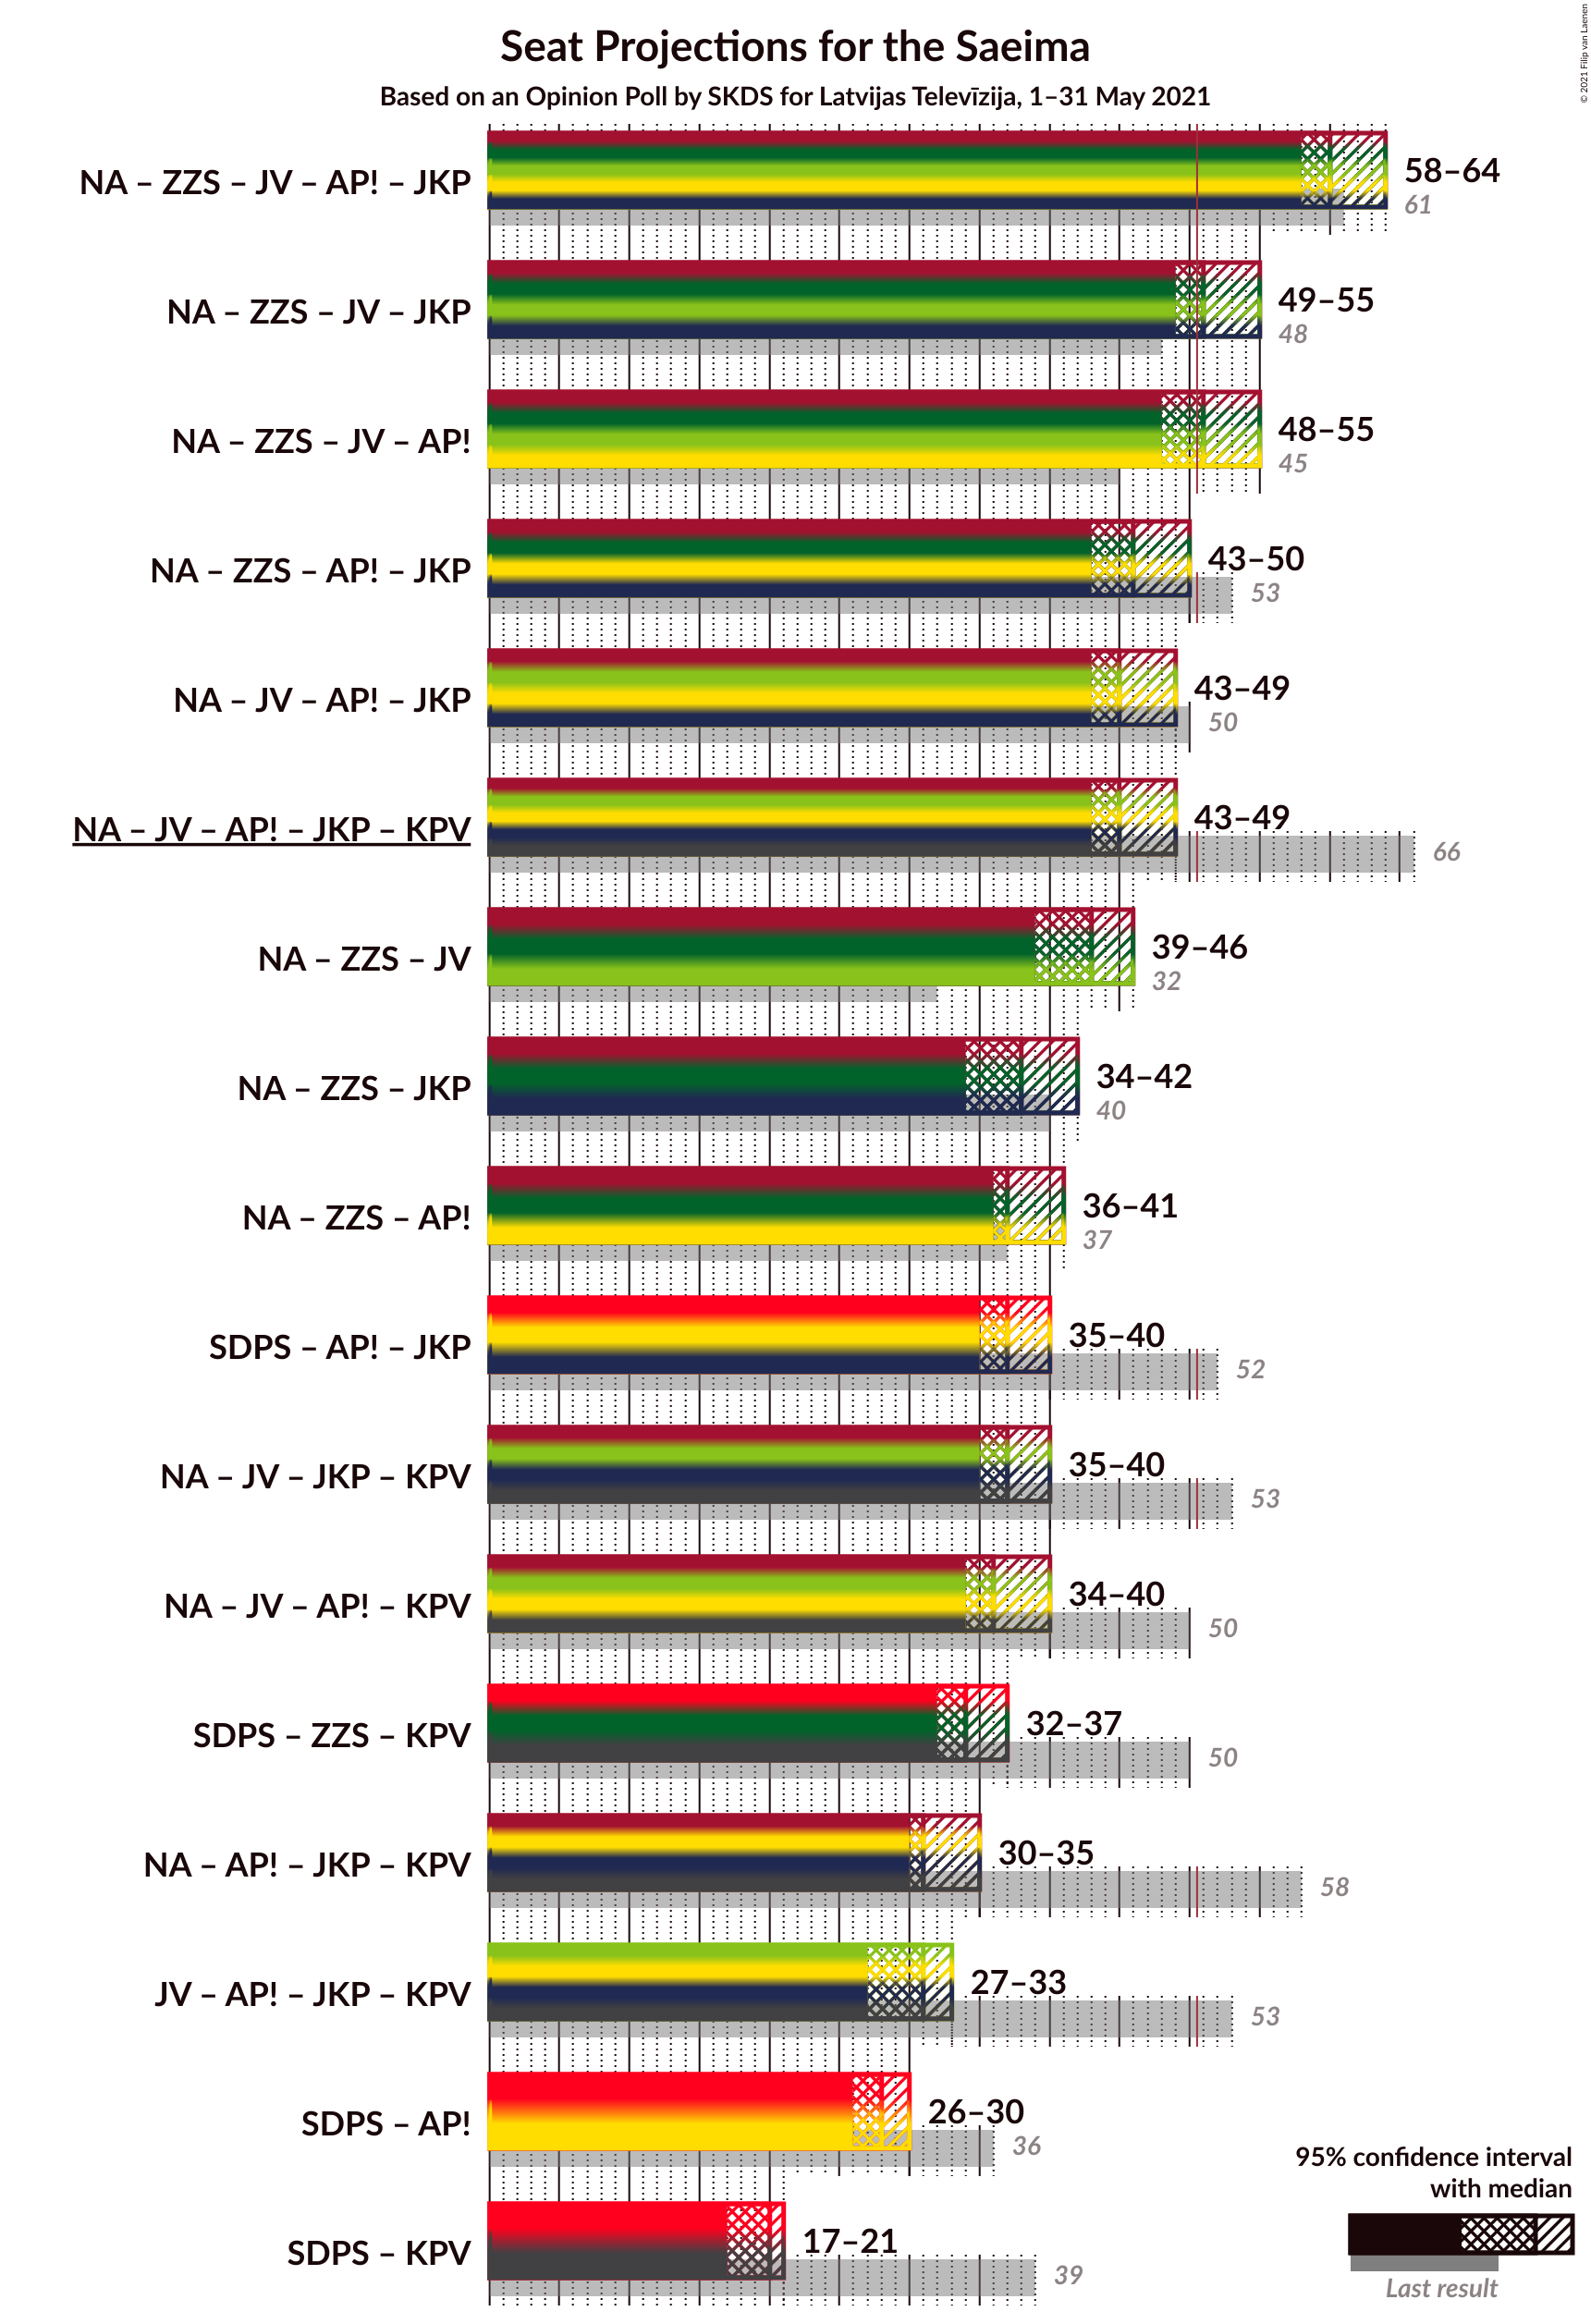 © 2021 Filip van Laenen
Seat Projections for the Saeima
Based on an Opinion Poll by SKDS for Latvijas Televīzija, 1–31 May 2021
NA – ZZS – JV – AP! – JKP
58–64
61
NA – ZZS – JV – JKP
49–55
48
NA – ZZS – JV – AP!
48–55
45
NA – ZZS – AP! – JKP
43–50
53
NA – JV – AP! – JKP
43–49
50
NA – JV – AP! – JKP – KPV
43–49
66
NA – ZZS – JV
39–46
32
NA – ZZS – JKP
34–42
40
NA – ZZS – AP!
36–41
37
SDPS – AP! – JKP
35–40
52
NA – JV – JKP – KPV
35–40
53
NA – JV – AP! – KPV
34–40
50
SDPS – ZZS – KPV
32–37
50
NA – AP! – JKP – KPV
30–35
58
JV – AP! – JKP – KPV
27–33
53
SDPS – AP!
26–30
36
SDPS – KPV
17–21
39
95% confidence interval
with median
Last result